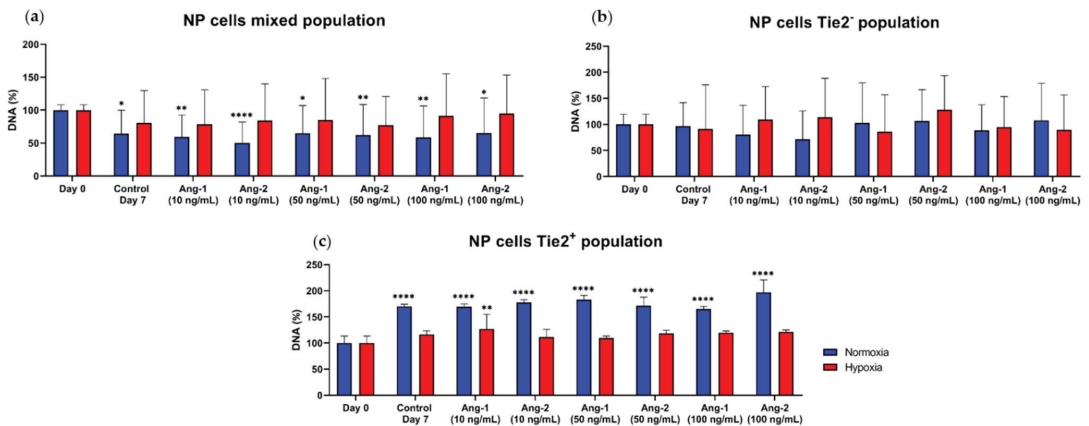 (a)
NP cells mixed population
DNA (%)
200
150
100
50
0
* ** **** * ** ** *
Day 0 Control Ang-1 Ang-2 Ang-1 Ang-2 Ang-1 Ang-2
Day 7 (10 ng/mL) (10 ng/mL) (50 ng/mL) (50 ng/mL) (100 ng/mL) (100 ng/mL)
(b)
NP cells Tie2⁻ population
DNA (%)
250
200
150
100
50
0
Day 0 Control Ang-1 Ang-2 Ang-1 Ang-2 Ang-1 Ang-2
Day 7 (10 ng/mL) (10 ng/mL) (50 ng/mL) (50 ng/mL) (100 ng/mL) (100 ng/mL)
(c)
NP cells Tie2⁺ population
DNA (%)
250
200
150
100
50
0
**** **** ** **** **** **** **** ****
Day 0 Control Ang-1 Ang-2 Ang-1 Ang-2 Ang-1 Ang-2
Day 7 (10 ng/mL) (10 ng/mL) (50 ng/mL) (50 ng/mL) (100 ng/mL) (100 ng/mL)
Normoxia
Hypoxia